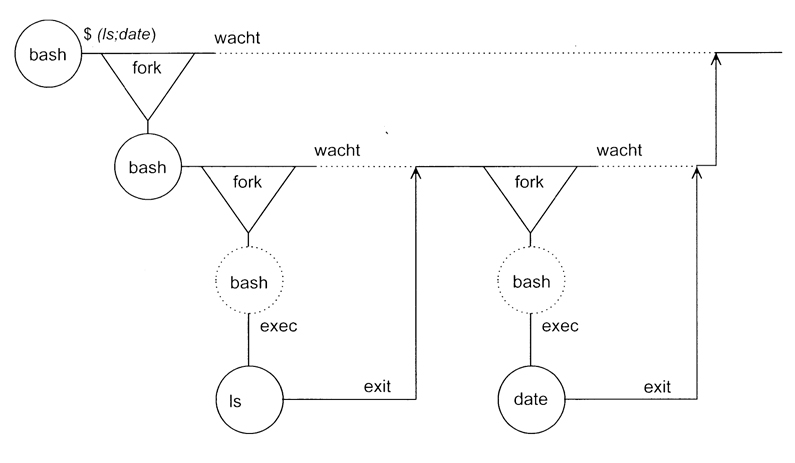 $ (ls;date)
wacht
bash
fork
wacht
wacht
bash
fork
fork
bash
bash
exec
exec
exit
exit
ls
date